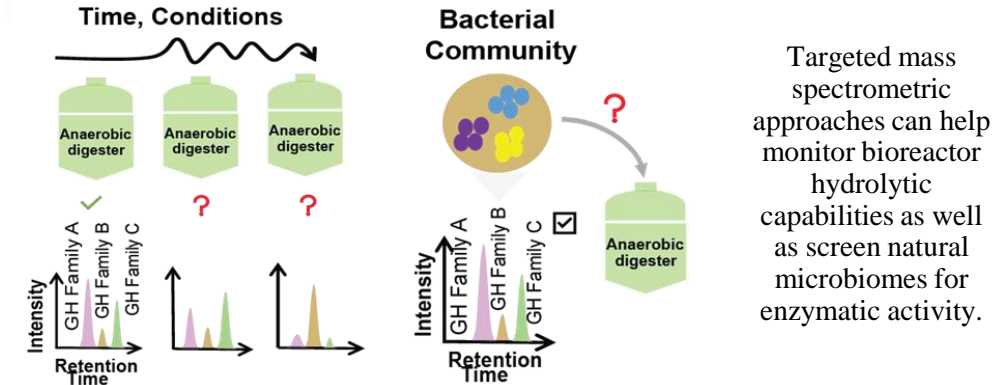 Time, Conditions
Anaerobic
digester
Anaerobic
digester
Anaerobic
digester
?
?
GH Family A
GH Family B
GH Family C
Intensity
Retention
Time
Bacterial
Community
?
Anaerobic
digester
GH Family A
GH Family B
GH Family C
Intensity
Retention
Time
Targeted mass
spectrometric
approaches can help
monitor bioreactor
hydrolytic
capabilities as well
as screen natural
microbiomes for
enzymatic activity.